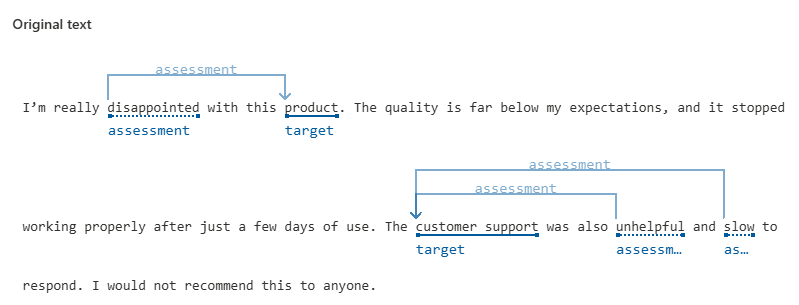 Original text
assessment
I’m really disappointed with this product. The quality is far below my expectations, and it stopped
assessment target
assessment
assessment
working properly after just a few days of use. The customer support was also unhelpful and slow to
target assessm… as…
respond. I would not recommend this to anyone.